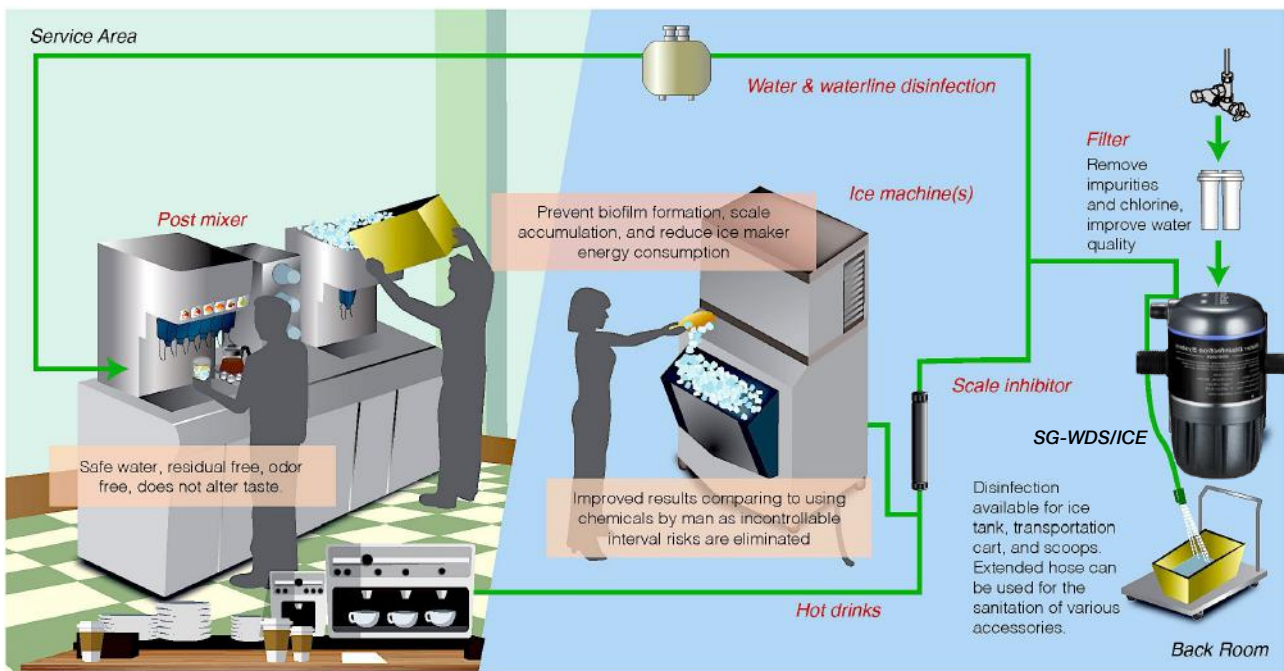 Service Area
Water & waterline disinfection
Filter
Remove
impurities
and chlorine,
improve water
quality
Post mixer
Prevent biofilm formation, scale
accumulation, and reduce ice maker
energy consumption
Ice machine(s)
Scale inhibitor
SG-WDS/ICE
Safe water, residual free, odor
free, does not alter taste.
Improved results comparing to using
chemicals by man as incontrollable
interval risks are eliminated
Disinfection
available for ice
tank, transportation
cart, and scoops.
Extended hose can
be used for the
sanitation of various
accessories.
Hot drinks
Back Room